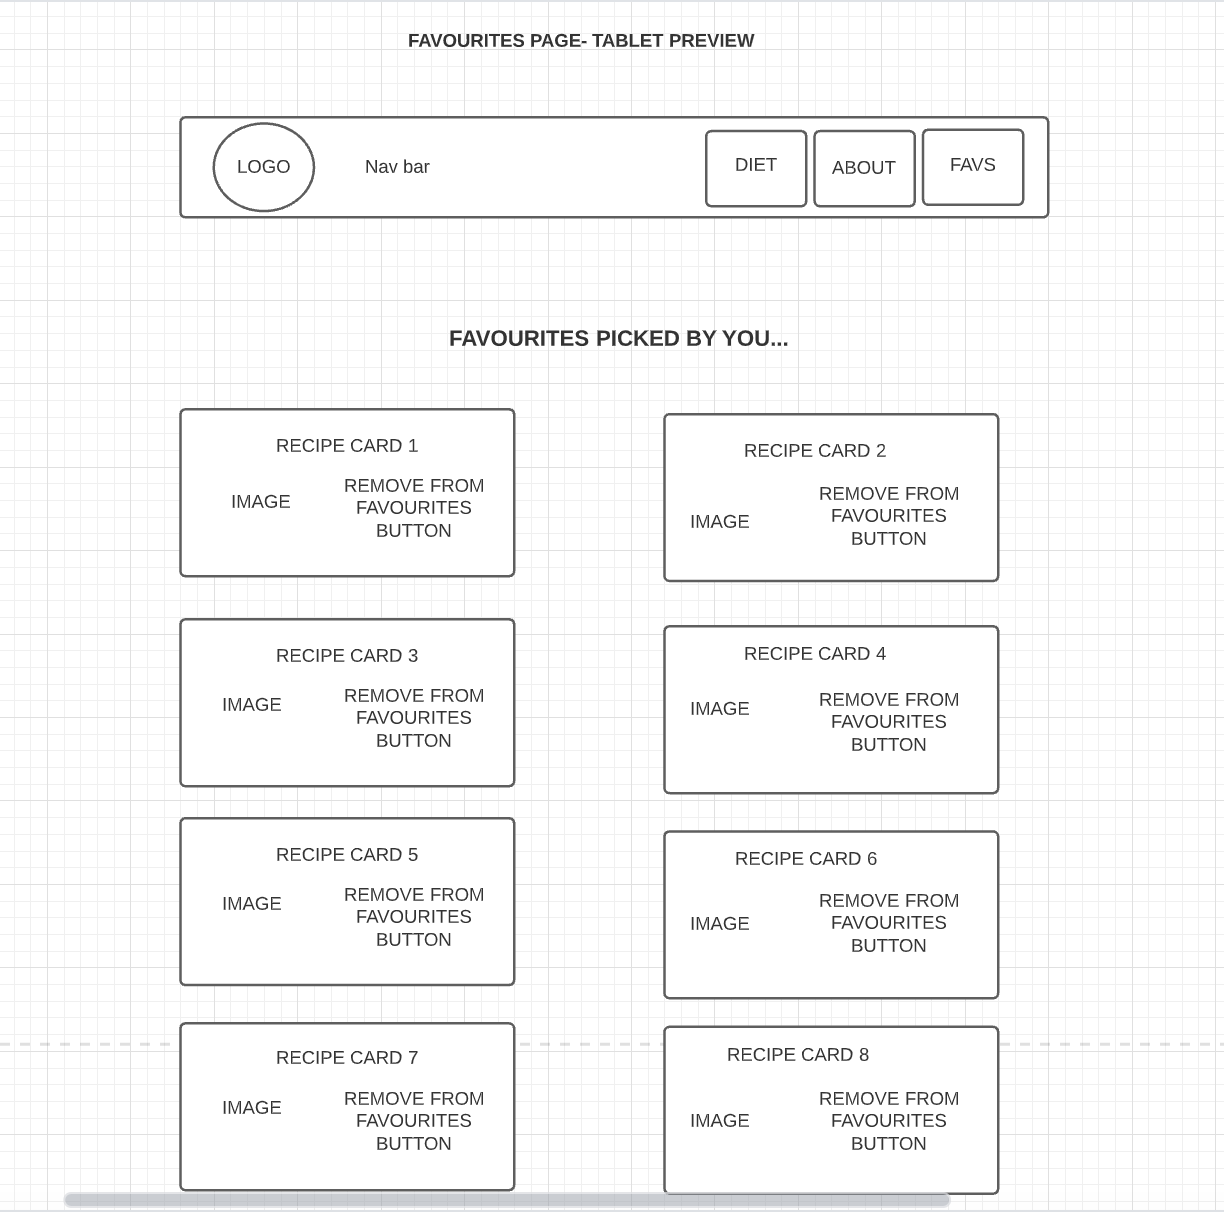 FAVOURITES PAGE- TABLET PREVIEW
LOGO
Nav bar
DIET
ABOUT
FAVS
FAVOURITES PICKED BY YOU...
RECIPE CARD 1
IMAGE
REMOVE FROM
FAVOURITES
BUTTON
RECIPE CARD 2
IMAGE
REMOVE FROM
FAVOURITES
BUTTON
RECIPE CARD 3
IMAGE
REMOVE FROM
FAVOURITES
BUTTON
RECIPE CARD 4
IMAGE
REMOVE FROM
FAVOURITES
BUTTON
RECIPE CARD 5
IMAGE
REMOVE FROM
FAVOURITES
BUTTON
RECIPE CARD 6
IMAGE
REMOVE FROM
FAVOURITES
BUTTON
RECIPE CARD 7
IMAGE
REMOVE FROM
FAVOURITES
BUTTON
RECIPE CARD 8
IMAGE
REMOVE FROM
FAVOURITES
BUTTON